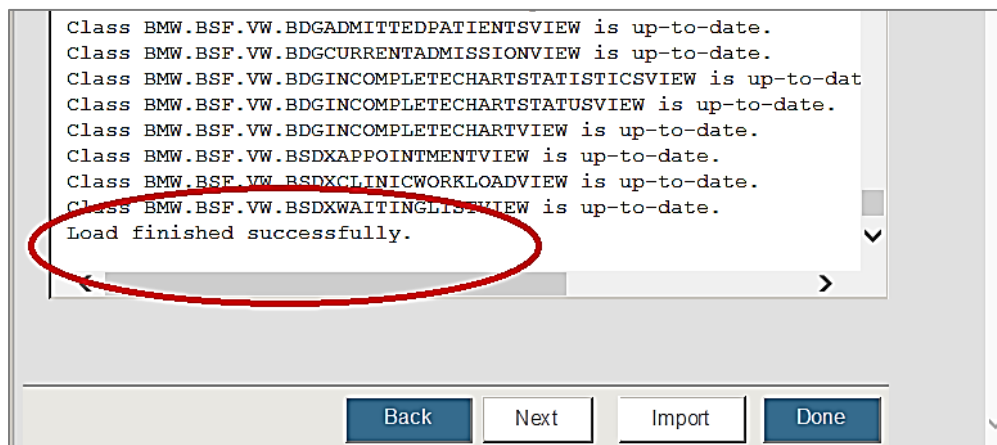 Class BMW.BSF.VW.BDGADMITTEDPATIENTSVIEW is up-to-date.
Class BMW.BSF.VW.BDGCURRENTADMISSIONVIEW is up-to-date.
Class BMW.BSF.VW.BDGINCOMPLETECHARTSTATISTICSVIEW is up-to-dat
Class BMW.BSF.VW.BDGINCOMPLETECHARTSTATUSVIEW is up-to-date.
Class BMW.BSF.VW.BDGINCOMPLETECHARTVIEW is up-to-date.
Class BMW.BSF.VW.BSDXAPPOINTMENTVIEW is up-to-date.
Class BMW.BSF.VW.BSDXCLINICWORKLOADVIEW is up-to-date.
Class BMW.BSF.VW.BSDXWAITINGLISTVIEW is up-to-date.
Load finished successfully.
Back Next Import Done